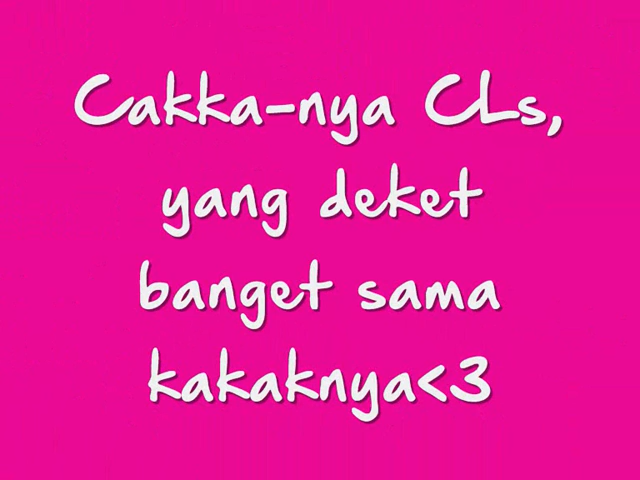 Cakka-nya CLs,
yang deket
banget sama
kakaknya<3